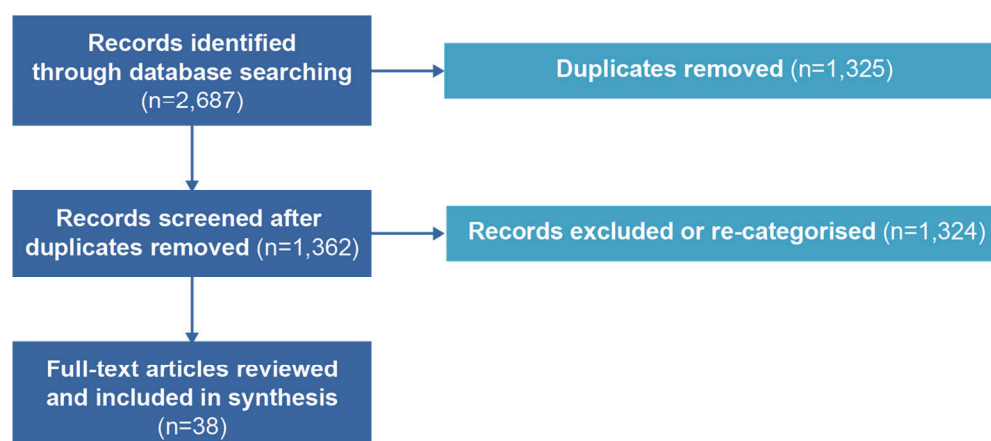 Records identified
through database searching
(n=2,687)
Duplicates removed (n=1,325)
Records screened after
duplicates removed (n=1,362)
Records excluded or re-categorised (n=1,324)
Full-text articles reviewed
and included in synthesis
(n=38)